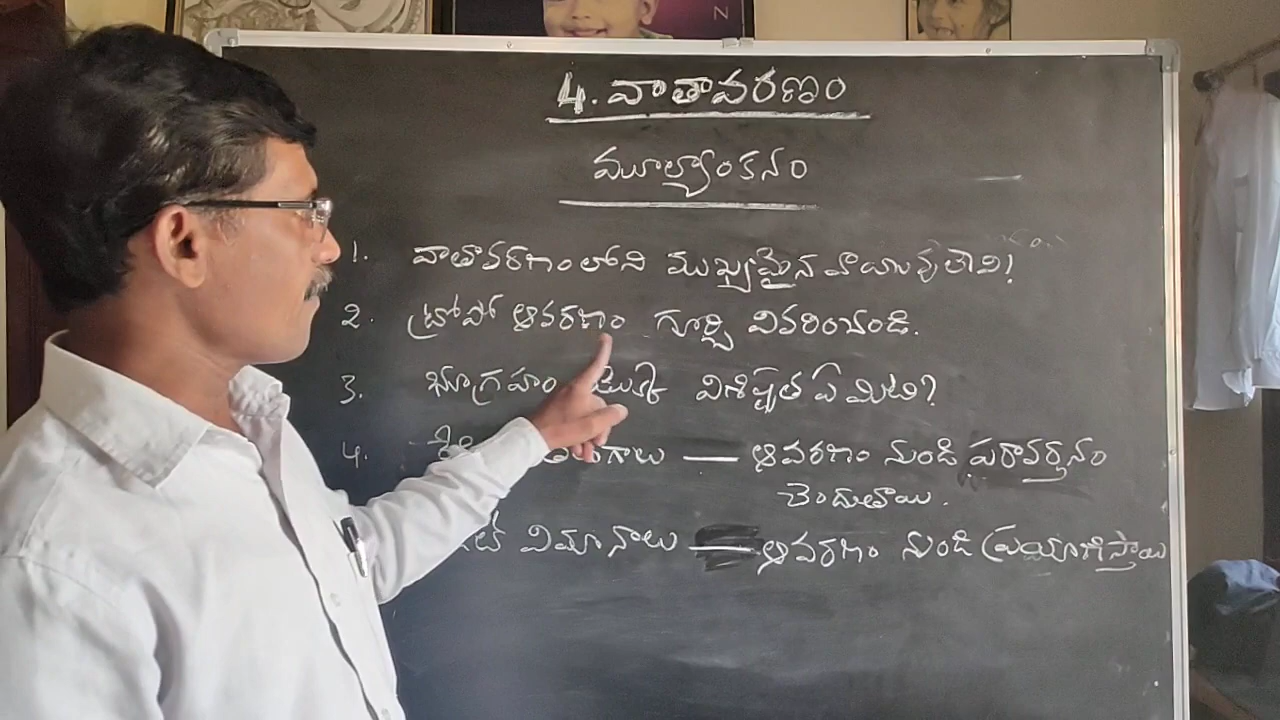 4. వాతావరణం
మూల్యాంకనం
1. వాతావరణంలోని ముఖ్యమైన వాయువులేవి!
2. ట్రోపో ఆవరణం గూర్చి వివరించండి.
3. భూగ్రహం యొక్క విశిష్టత ఏమిటి?
4. — ఆవరణం నుండి పరావర్తనం
చెందుతాయి.
విమానాలు — ఆవరణం నుండి ప్రయాణిస్తాయి
N